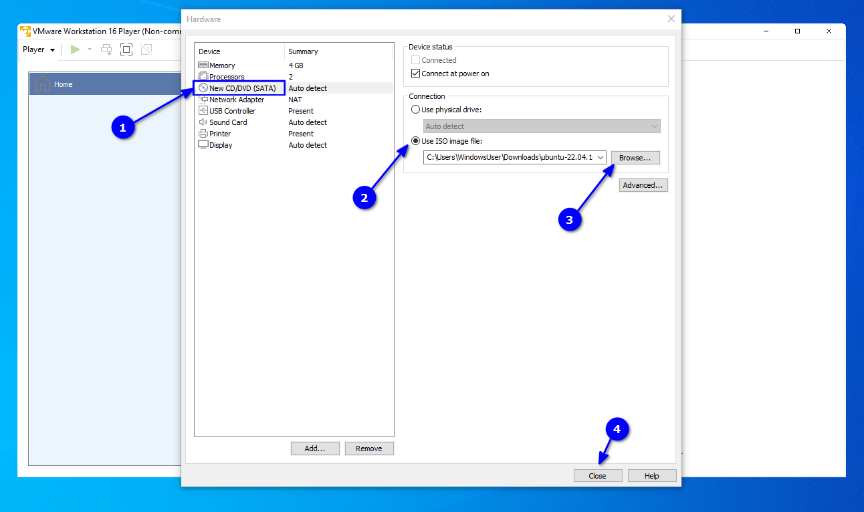 VMware Workstation 16 Player (Non-comm
Player
Home
Hardware
Device Summary
Memory 4 GB
Processors 2
New CD/DVD (SATA) Auto detect
Network Adapter NAT
USB Controller Present
Sound Card Auto detect
Printer Present
Display Auto detect
Add...
Remove
Device status
Connected
Connect at power on
Connection
Use physical drive:
Auto detect
Use ISO image file:
C:\Users\WindowsUser\Downloads\ubuntu-22.04.1
Browse...
Advanced...
Close
Help
1
2
3
4